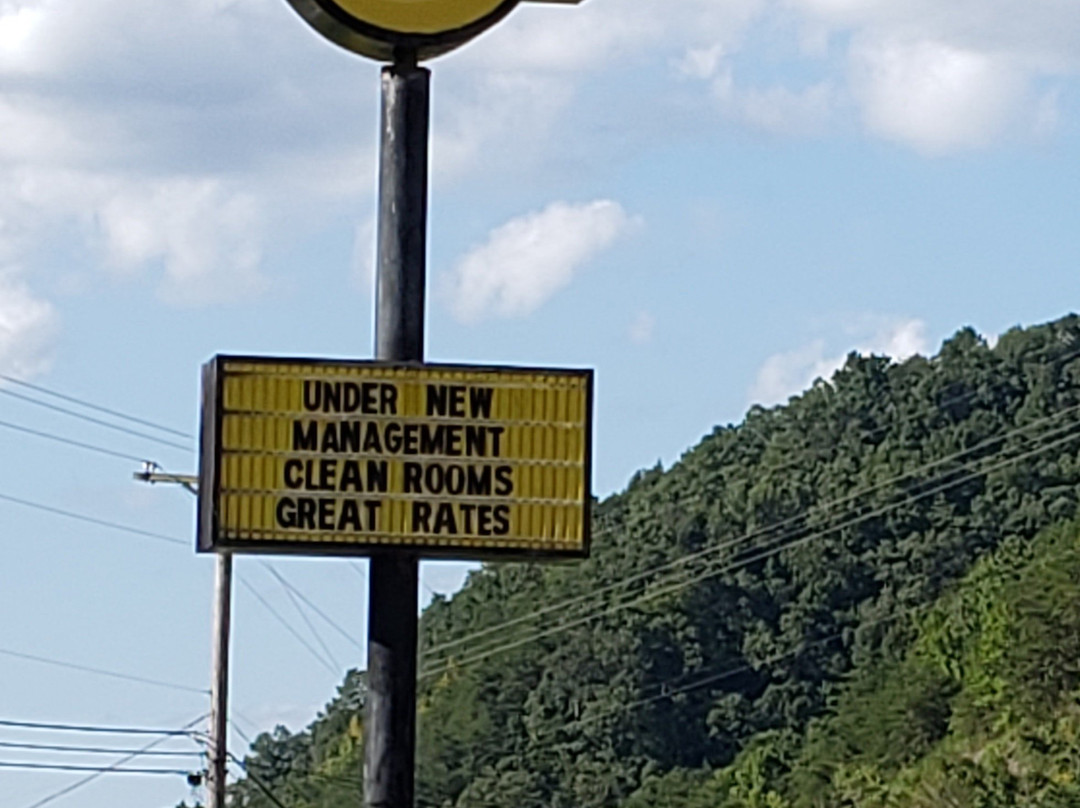 UNDER NEW
MANAGEMENT
CLEAN ROOMS
GREAT RATES